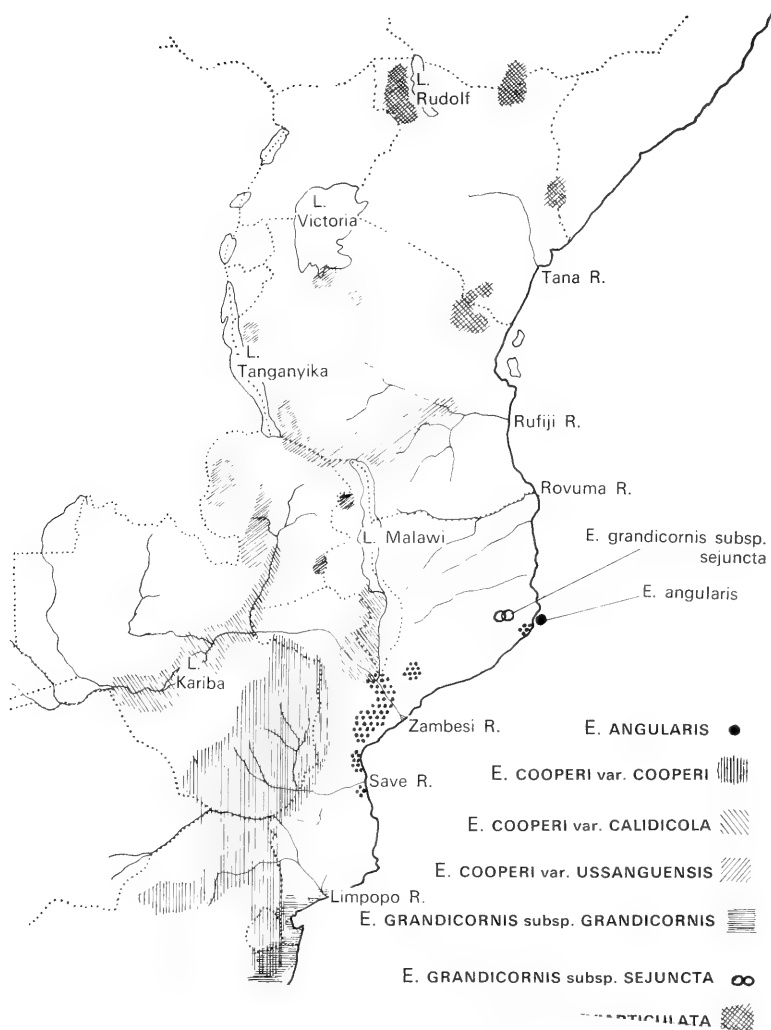 L.
Rudolf
L.
Victoria
Tana R.
L.
Tanganyika
Rufiji R.
Rovuma R.
L. Malawi
E. grandicornis subsp.
sejuncta
E. angularis
L.
Kariba
Zambesi R.
E. ANGULARIS
E. COOPERI var. COOPERI
Save R.
E. COOPERI var. CALIDICOLA
E. COOPERI var. USSANGUENSIS
Limpopo R.
E. GRANDICORNIS subsp. GRANDICORNIS
E. GRANDICORNIS subsp. SEJUNCTA